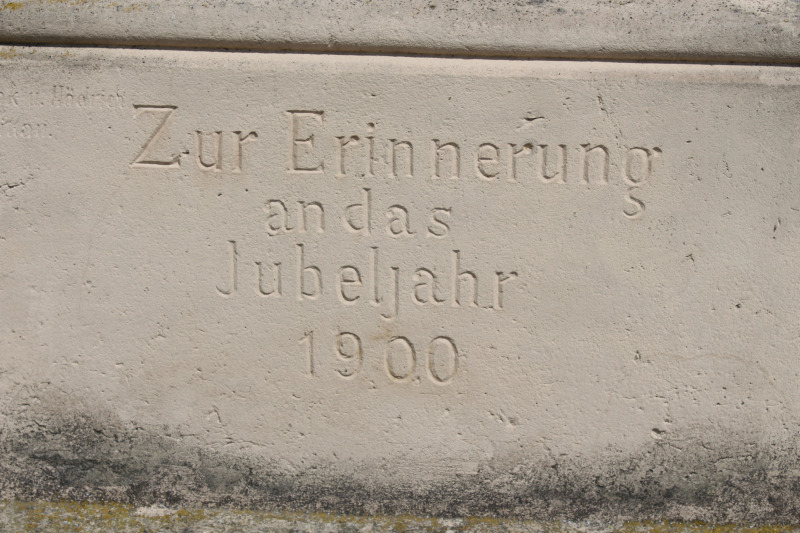 Zur Erinnerung
an das
Jubeljahr
1900